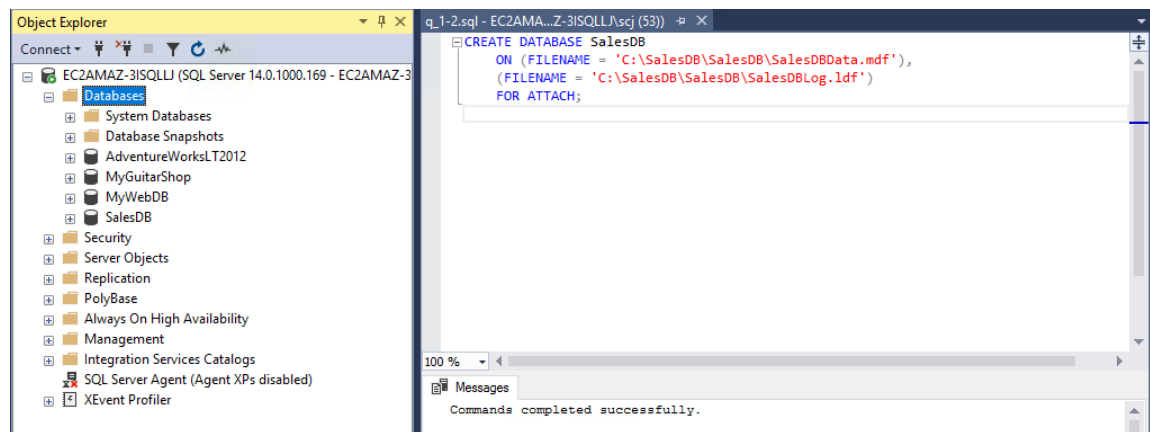 Object Explorer
Connect
EC2AMAZ-3ISQLLJ (SQL Server 14.0.1000.169 - EC2AMAZ-3
Databases
System Databases
Database Snapshots
AdventureWorksLT2012
MyGuitarShop
MyWebDB
SalesDB
Security
Server Objects
Replication
PolyBase
Always On High Availability
Management
Integration Services Catalogs
SQL Server Agent (Agent XPs disabled)
XEvent Profiler
q_1-2.sql - EC2AMA...Z-3ISQLLJ\scj (53))
CREATE DATABASE SalesDB
ON (FILENAME = 'C:\SalesDB\SalesDB\SalesDBData.mdf'),
(FILENAME = 'C:\SalesDB\SalesDB\SalesDBLog.ldf')
FOR ATTACH;
100 %
Messages
Commands completed successfully.